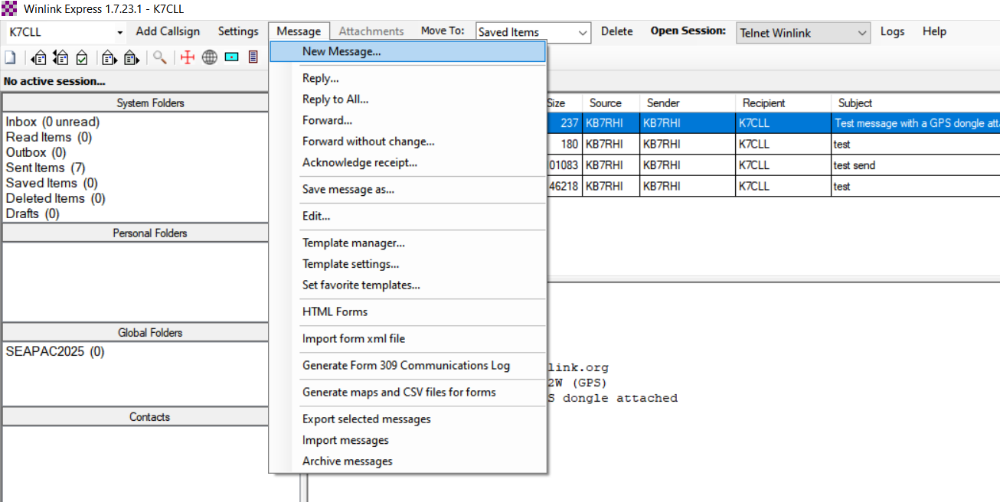 Winlink Express 1.7.23.1 - K7CLL
K7CLL Add Callsign Settings Message Attachments Move To: Saved Items Delete Open Session: Telnet Winlink Logs Help
No active session...
System Folders
Inbox (0 unread)
Read Items (0)
Outbox (0)
Sent Items (7)
Saved Items (0)
Deleted Items (0)
Drafts (0)
Personal Folders
Global Folders
SEAPAC2025 (0)
Contacts
New Message...
Reply...
Reply to All...
Forward...
Forward without change...
Acknowledge receipt...
Save message as...
Edit...
Template manager...
Template settings...
Set favorite templates...
HTML Forms
Import form xml file
Generate Form 309 Communications Log
Generate maps and CSV files for forms
Export selected messages
Import messages
Archive messages
Size Source Sender Recipient Subject
237 KB7RHI KB7RHI K7CLL Test message with a GPS dongle att
180 KB7RHI KB7RHI K7CLL test
01083 KB7RHI KB7RHI K7CLL test send
46218 KB7RHI KB7RHI K7CLL test
link.org
2W (GPS)
S dongle attached